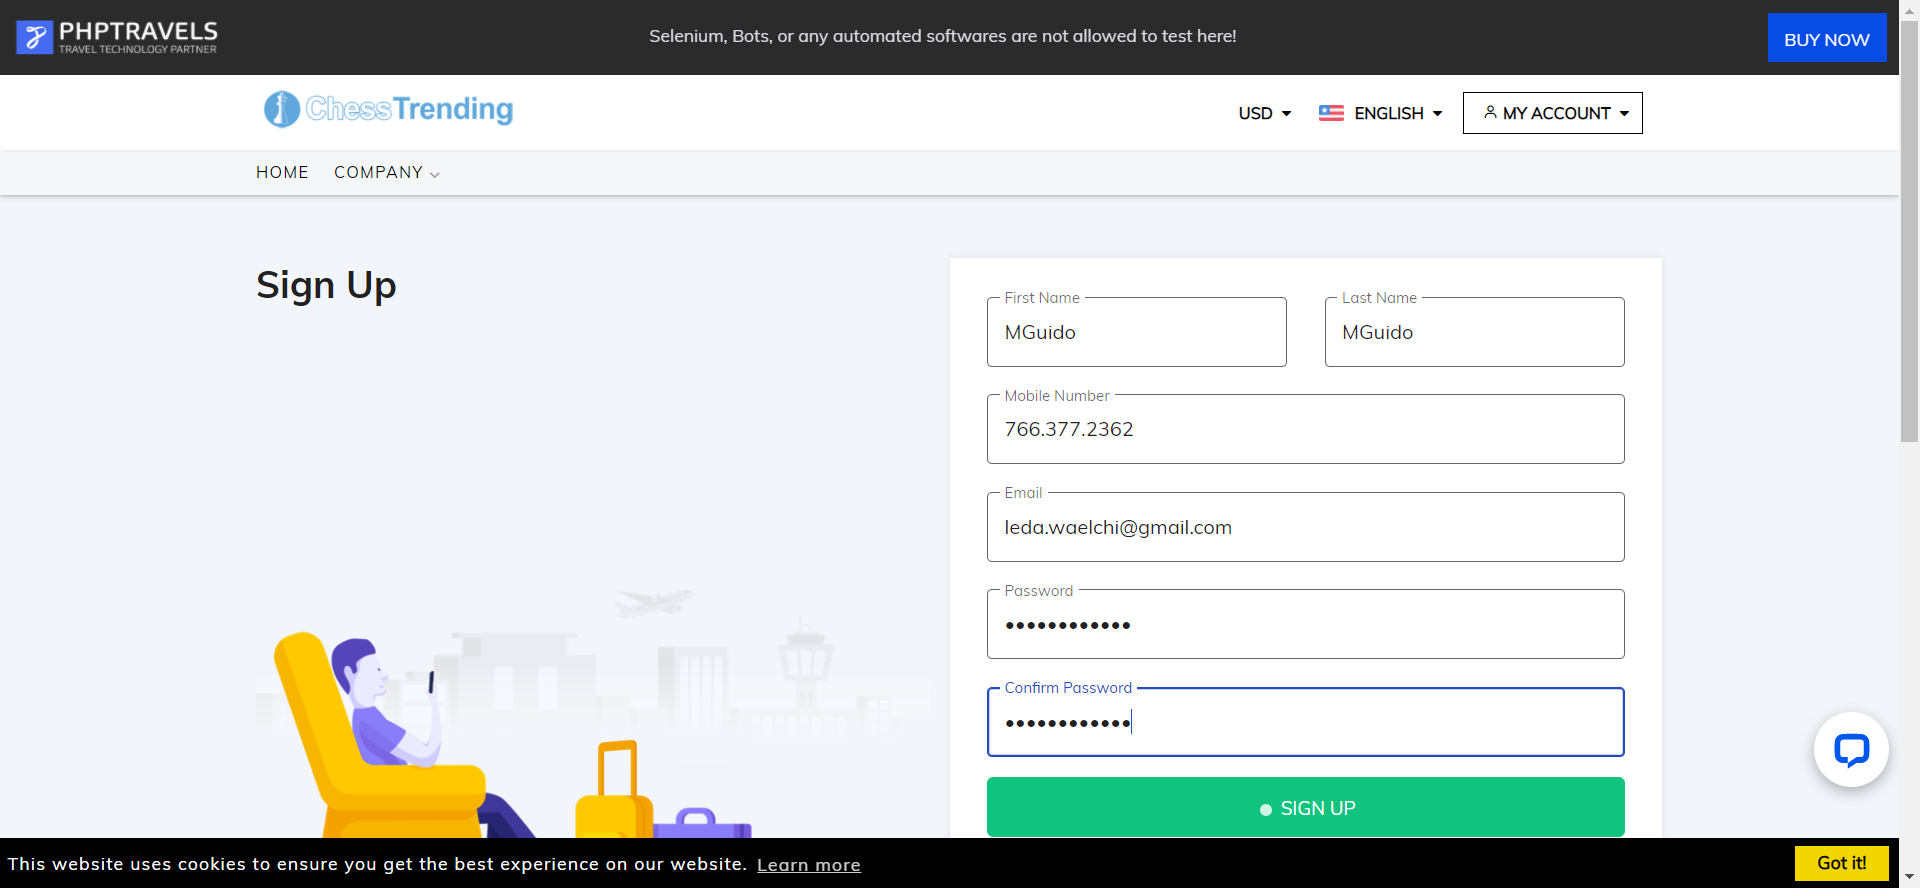 PHPTRAVELS
TRAVEL TECHNOLOGY PARTNER
Selenium, Bots, or any automated softwares are not allowed to test here!
BUY NOW
ChessTrending
USD
ENGLISH
MY ACCOUNT
HOME
COMPANY
Sign Up
First Name
MGuido
Last Name
MGuido
Mobile Number
766.377.2362
Email
leda.waelchi@gmail.com
Password
••••••••••••
Confirm Password
••••••••••••
SIGN UP
This website uses cookies to ensure you get the best experience on our website. Learn more
Got it!